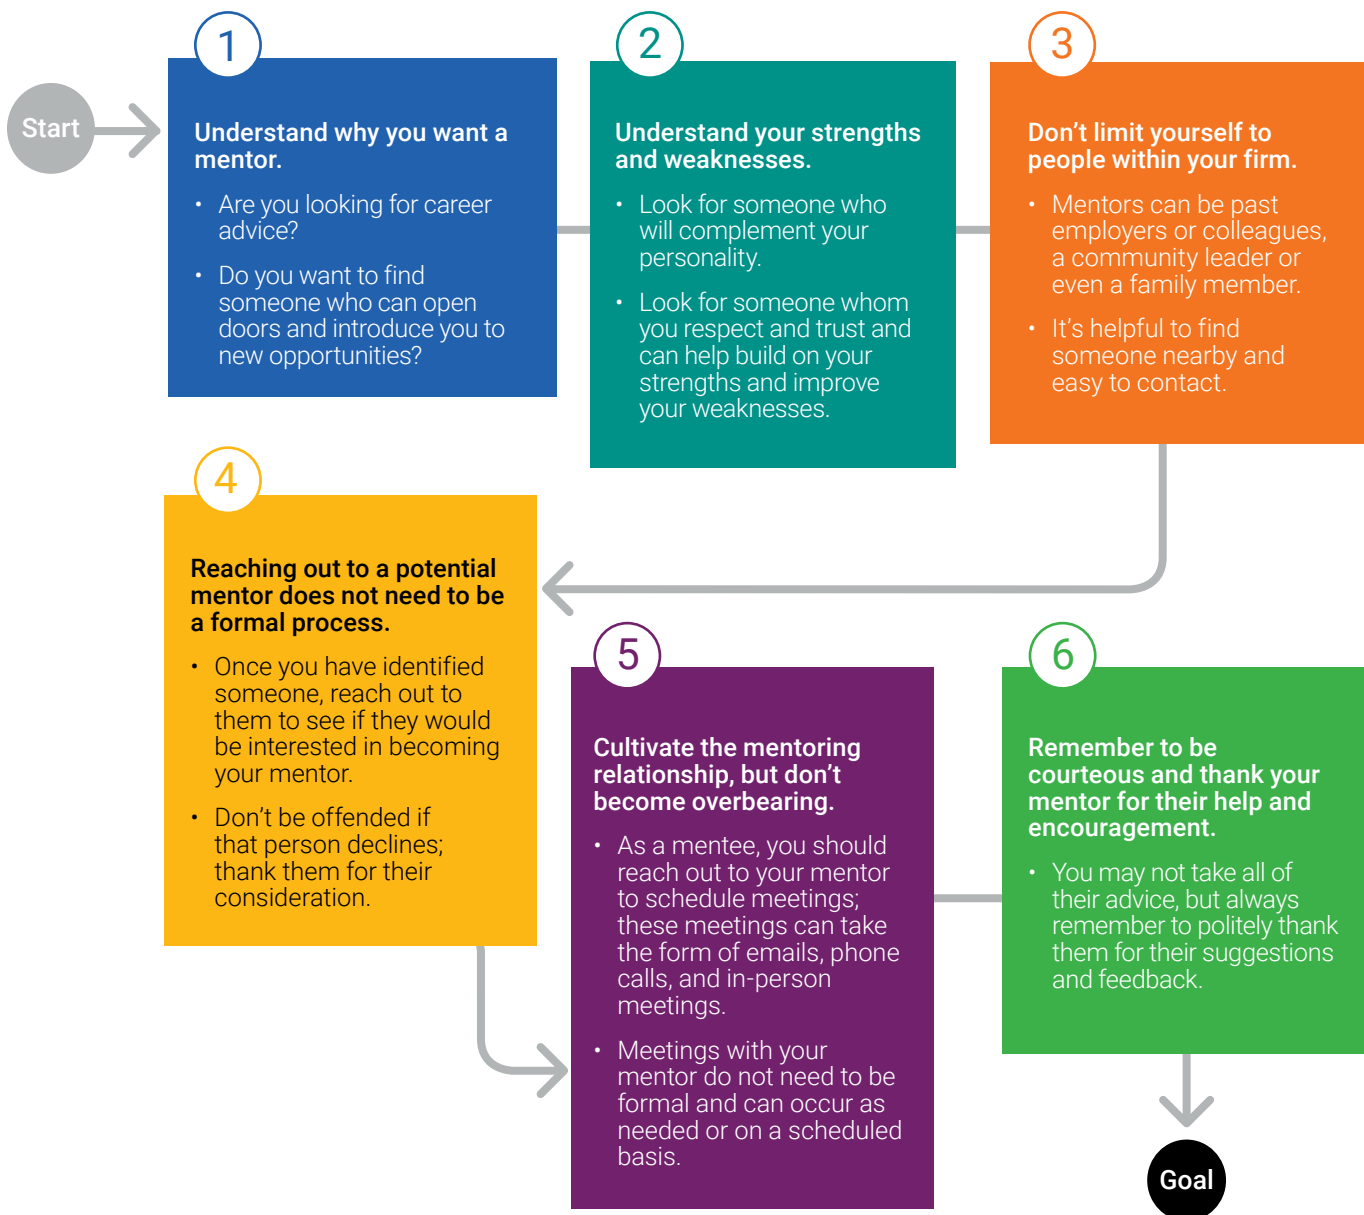 Start
1
Understand why you want a
mentor.
• Are you looking for career
advice?
• Do you want to find
someone who can open
doors and introduce you to
new opportunities?
2
Understand your strengths
and weaknesses.
• Look for someone who
will complement your
personality.
• Look for someone whom
you respect and trust and
can help build on your
strengths and improve
your weaknesses.
3
Don’t limit yourself to
people within your firm.
• Mentors can be past
employers or colleagues,
a community leader or
even a family member.
• It’s helpful to find
someone nearby and
easy to contact.
4
Reaching out to a potential
mentor does not need to be
a formal process.
• Once you have identified
someone, reach out to
them to see if they would
be interested in becoming
your mentor.
• Don’t be offended if
that person declines;
thank them for their
consideration.
5
Cultivate the mentoring
relationship, but don’t
become overbearing.
• As a mentee, you should
reach out to your mentor
to schedule meetings;
these meetings can take
the form of emails, phone
calls, and in-person
meetings.
• Meetings with your
mentor do not need to be
formal and can occur as
needed or on a scheduled
basis.
6
Remember to be
courteous and thank your
mentor for their help and
encouragement.
• You may not take all of
their advice, but always
remember to politely thank
them for their suggestions
and feedback.
Goal